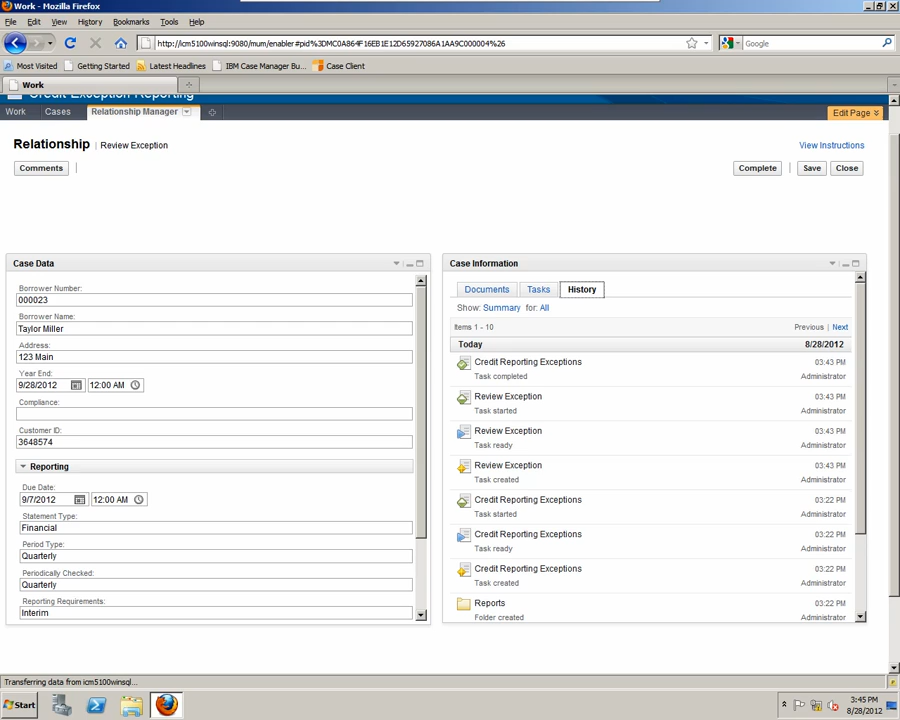 Work - Mozilla Firefox
File Edit View History Bookmarks Tools Help
http://icm5100winsql:9080/mum/enabler#pid%3DMC0A864F16EB1E12D65927086A1AA9C000004%26
Google
Most Visited Getting Started Latest Headlines IBM Case Manager Bu... Case Client
Work
Credit Exception Reporting
Work Cases Relationship Manager Edit Page
Relationship | Review Exception View Instructions
Comments Complete Save Close
Case Data
Borrower Number:
000023
Borrower Name:
Taylor Miller
Address:
123 Main
Year End:
9/28/2012 12:00 AM
Compliance:
Customer ID:
3648574
Reporting
Due Date:
9/7/2012 12:00 AM
Statement Type:
Financial
Period Type:
Quarterly
Periodically Checked:
Quarterly
Reporting Requirements:
Interim
Case Information
Documents Tasks History
Show: Summary for: All
Items 1 - 10 Previous | Next
Today 8/28/2012
Credit Reporting Exceptions 03:43 PM
Task completed Administrator
Review Exception 03:43 PM
Task started Administrator
Review Exception 03:43 PM
Task ready Administrator
Review Exception 03:43 PM
Task created Administrator
Credit Reporting Exceptions 03:22 PM
Task started Administrator
Credit Reporting Exceptions 03:22 PM
Task ready Administrator
Credit Reporting Exceptions 03:22 PM
Task created Administrator
Reports 03:22 PM
Folder created Administrator
Transferring data from icm5100winsql...
Start 3:45 PM
8/28/2012